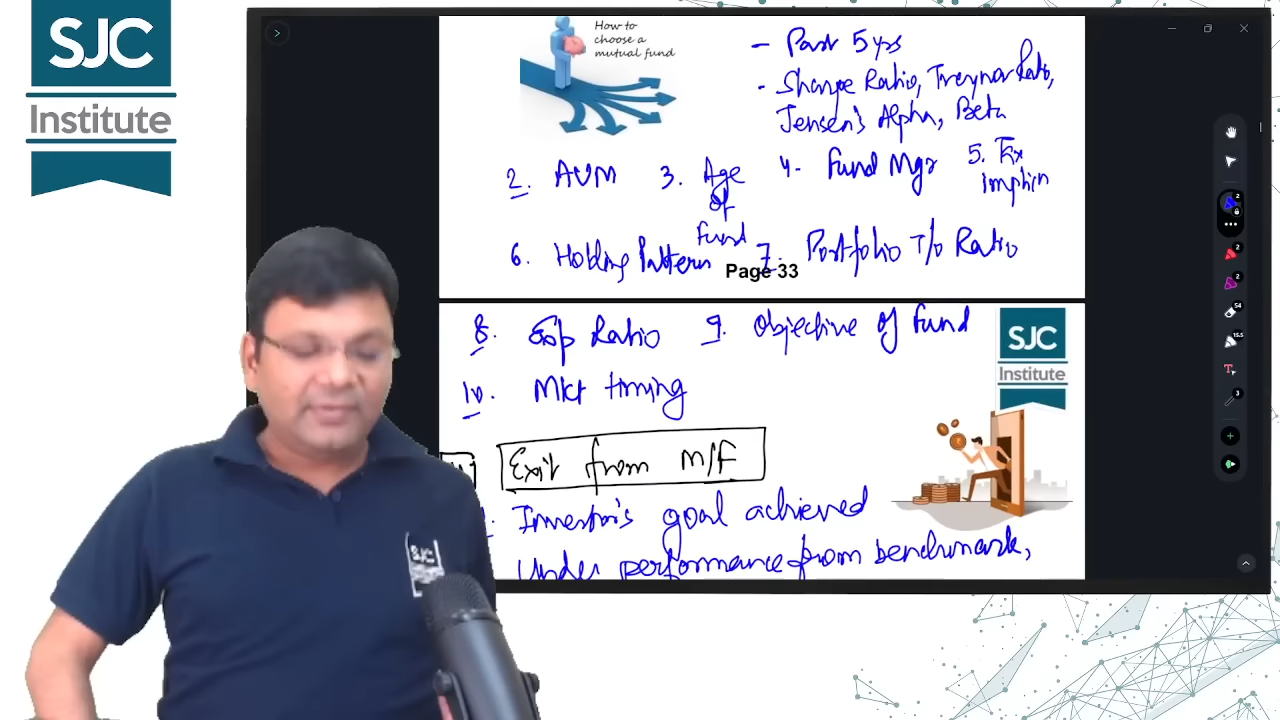 SJC
Institute
How to
choose a
mutual fund
- Past 5 yrs
- Sharpe Ratio, Treynor Ratio,
Jensen's Alpha, Beta
2. AUM 3. Age of Fund 4. Fund Mgr 5. Tax Implicn
6. Holding Pattern 7. Portfolio T/O Ratio
Page 33
8. Exp Ratio 9. Objective of Fund
SJC
Institute
10. Mkt timing
Exit from M/F
Investor's goal achieved
Under performance from benchmark,
SJC